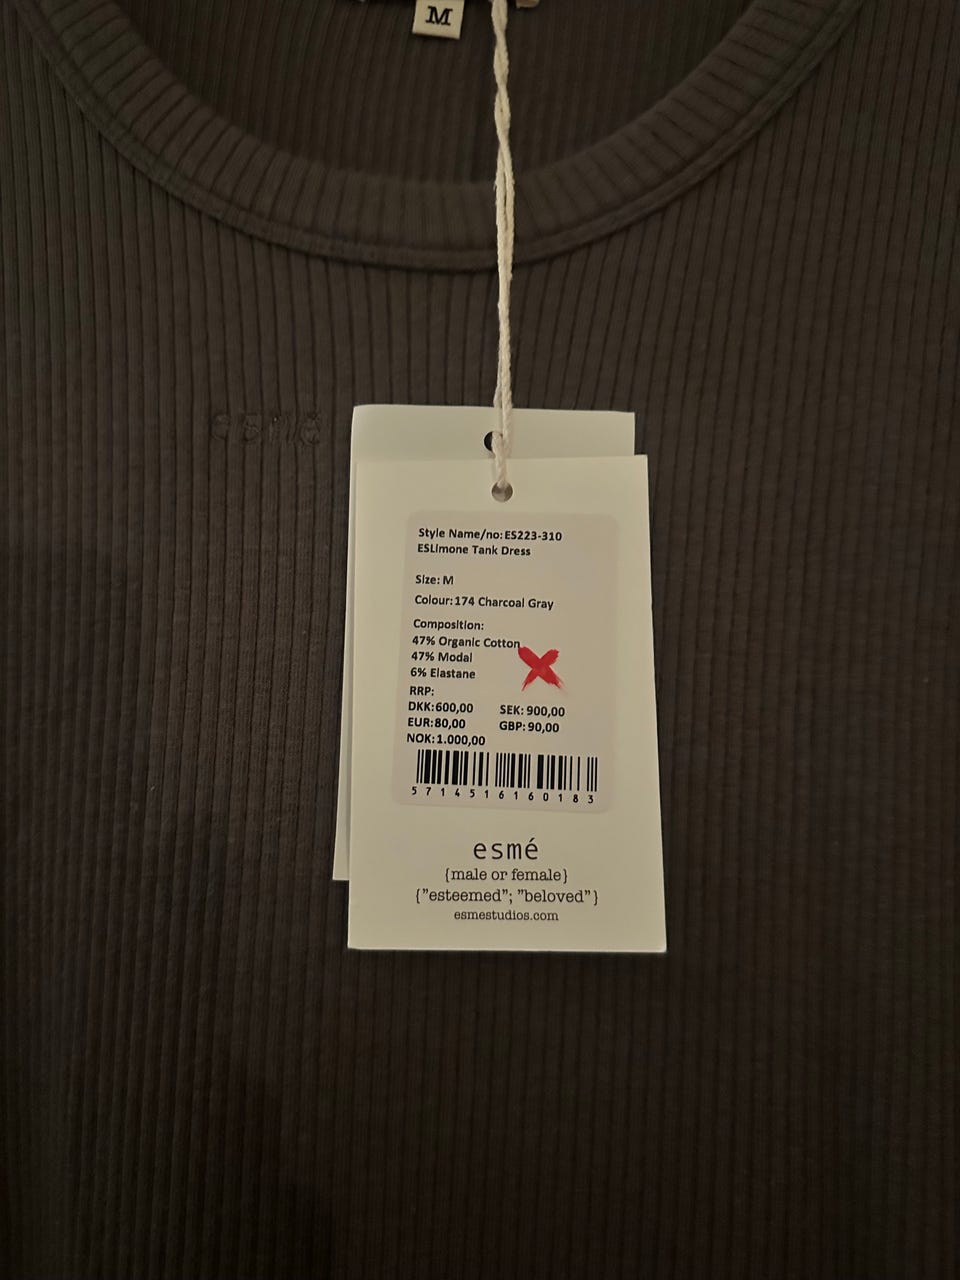 M
esmé
Style Name/no: ES223-310
ESLimone Tank Dress
Size: M
Colour: 174 Charcoal Gray
Composition:
47% Organic Cotton
47% Modal
6% Elastane
RRP:
DKK: 600,00 SEK: 900,00
EUR: 80,00 GBP: 90,00
NOK: 1.000,00
5714516160183
esmé
{male or female}
{"esteemed"; "beloved"}
esmestudios.com